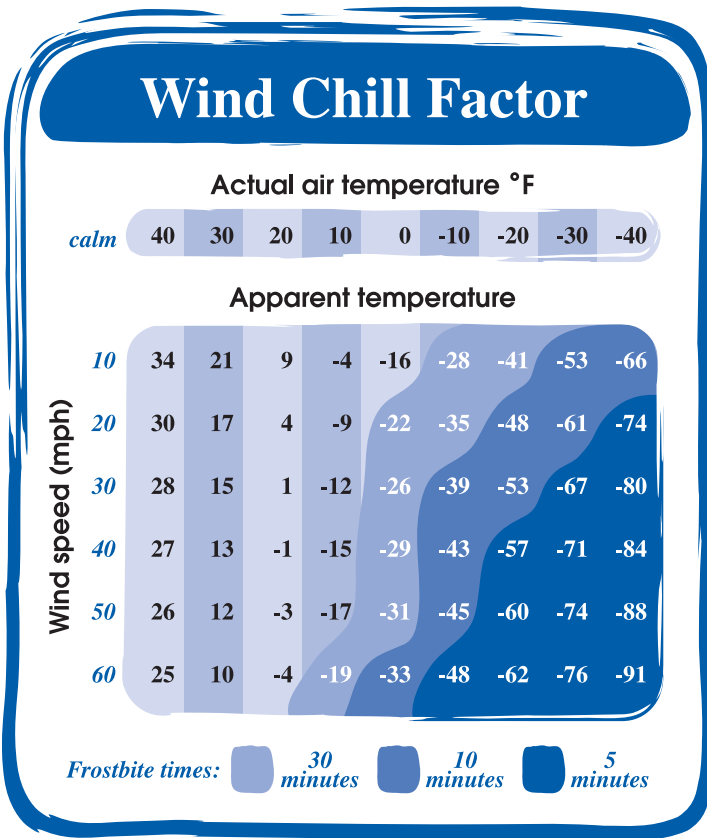 Wind Chill Factor
Actual air temperature °F
calm 40 30 20 10 0 -10 -20 -30 -40
Apparent temperature
Wind speed (mph)
10 34 21 9 -4 -16 -28 -41 -53 -66
20 30 17 4 -9 -22 -35 -48 -61 -74
30 28 15 1 -12 -26 -39 -53 -67 -80
40 27 13 -1 -15 -29 -43 -57 -71 -84
50 26 12 -3 -17 -31 -45 -60 -74 -88
60 25 10 -4 -19 -33 -48 -62 -76 -91
Frostbite times: 30 minutes 10 minutes 5 minutes